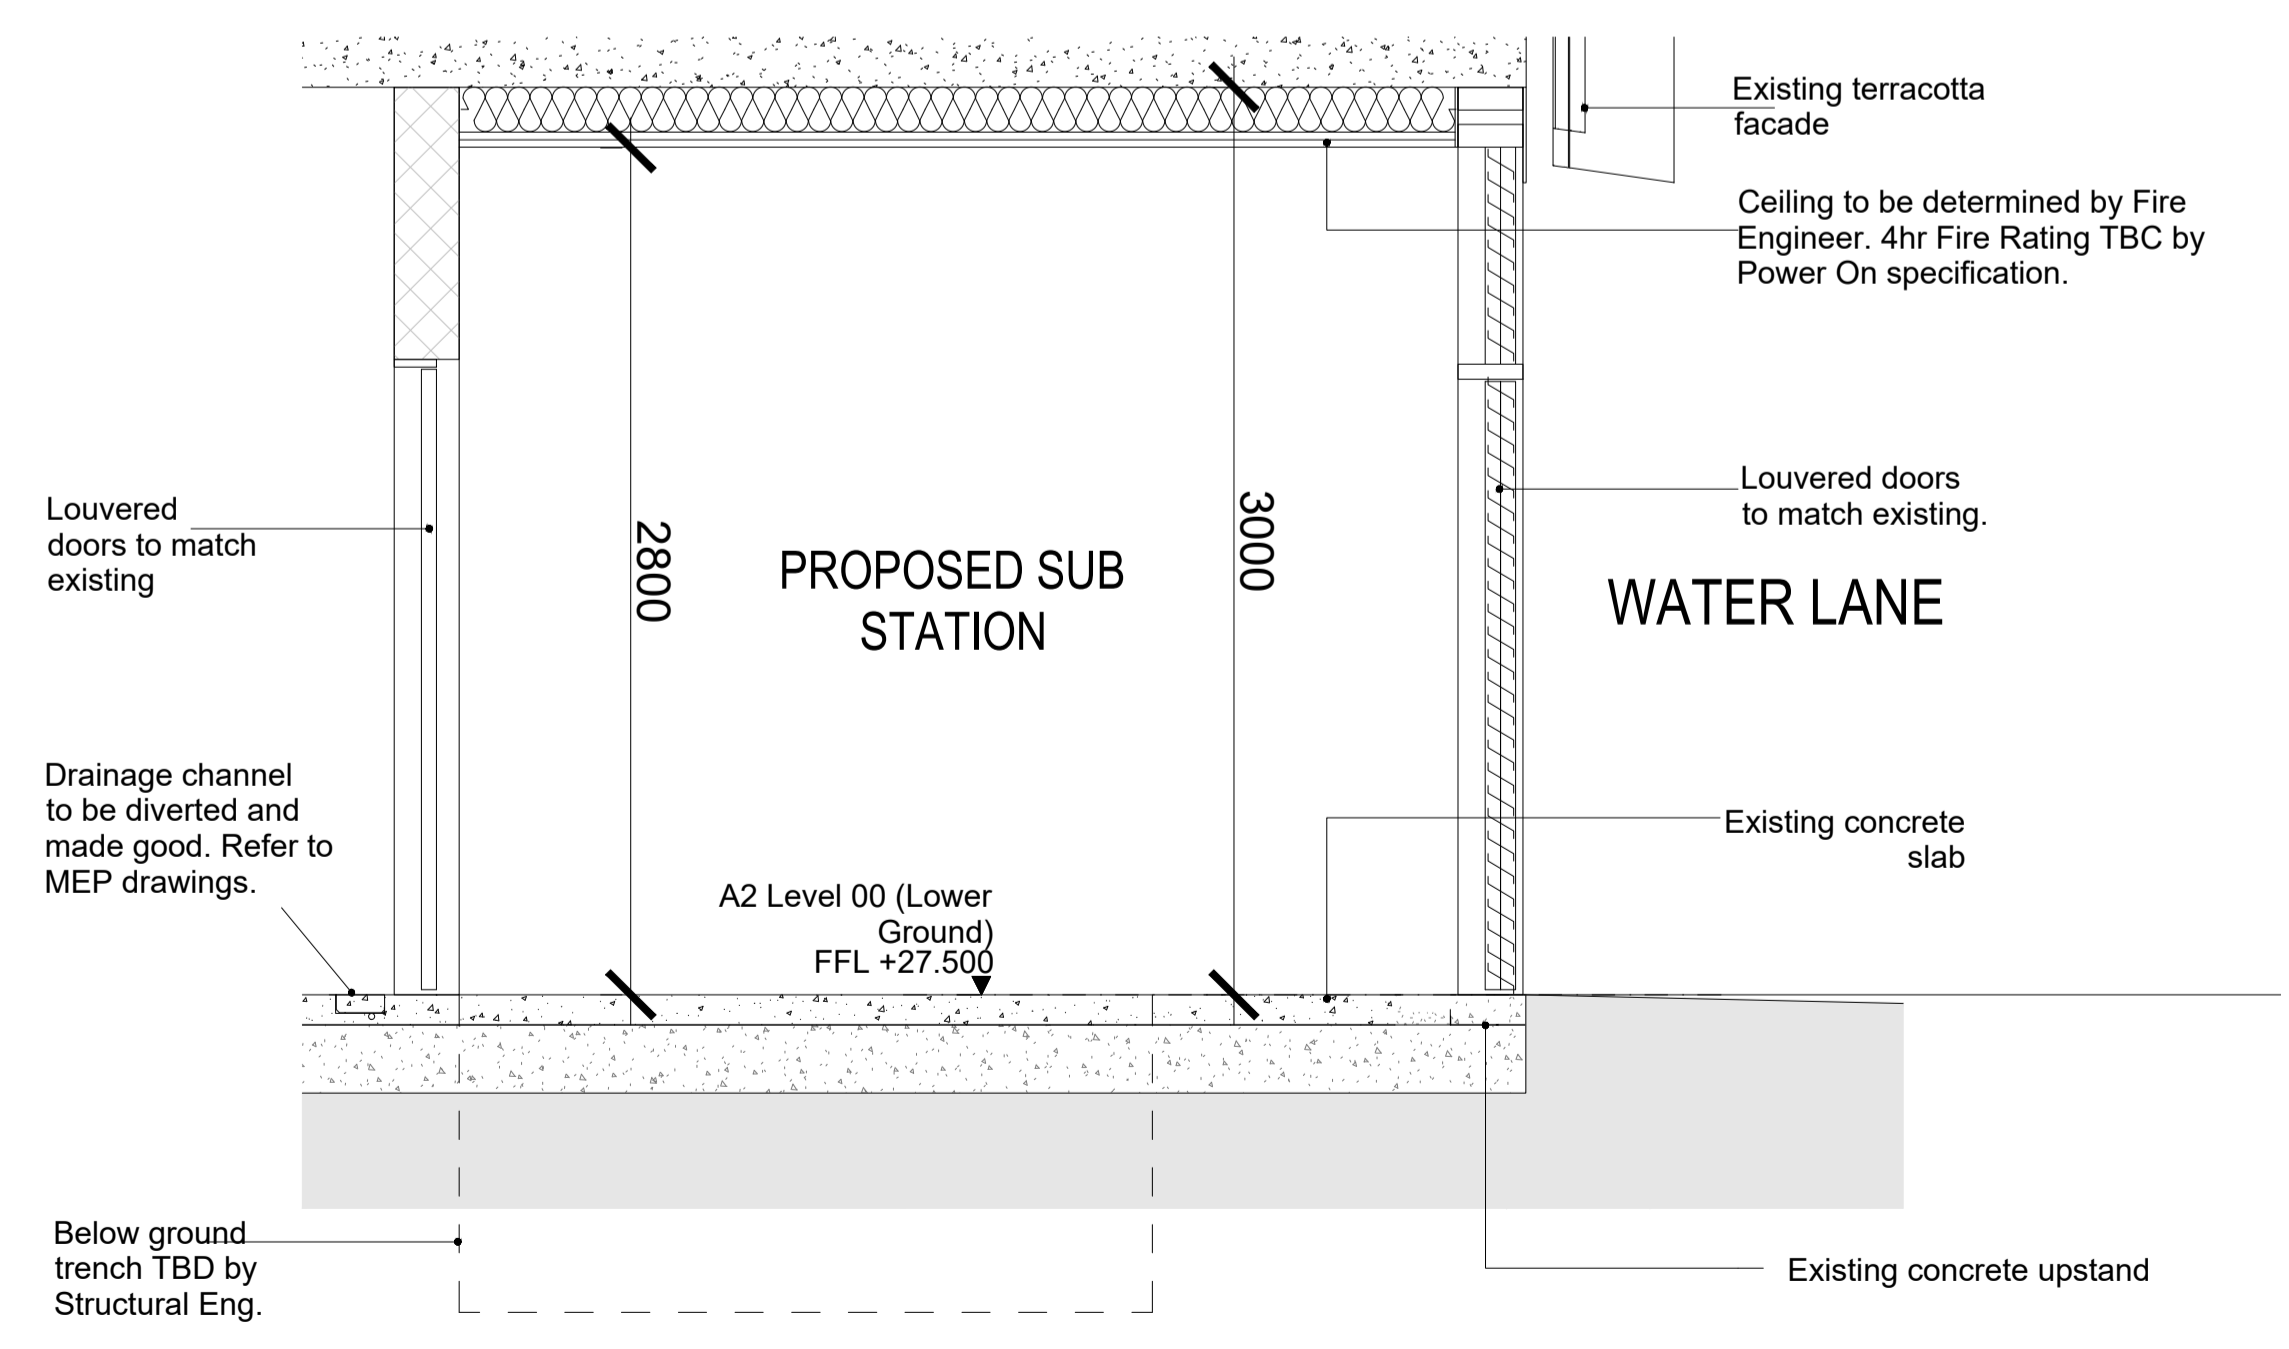 Existing terracotta
facade
Ceiling to be determined by Fire
Engineer. 4hr Fire Rating TBC by
Power On specification.
Louvered
doors to match
existing
2800
PROPOSED SUB
STATION
3000
Louvered doors
to match existing.
WATER LANE
Drainage channel
to be diverted and
made good. Refer to
MEP drawings.
A2 Level 00 (Lower
Ground)
FFL +27.500
Existing concrete
slab
Below ground
trench TBD by
Structural Eng.
Existing concrete upstand